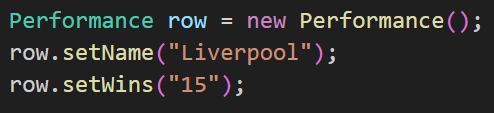 Performance row = new Performance();
row.setName("Liverpool");
row.setWins("15");